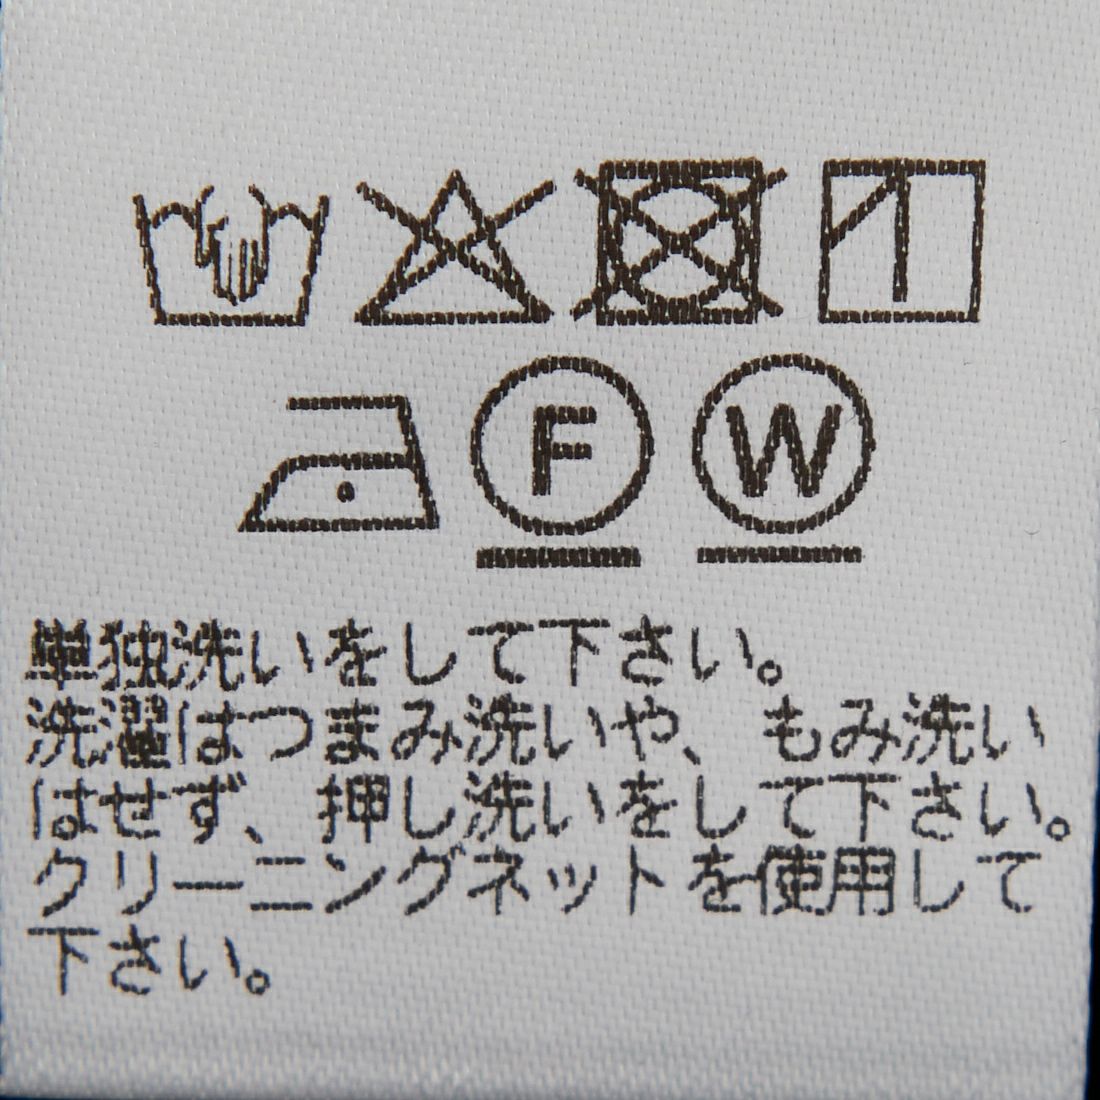 F W
単独洗いをして下さい。
洗濯はつまみ洗いや、もみ洗い
はせず、押し洗いをして下さい。
クリーニングネットを使用して
下さい。